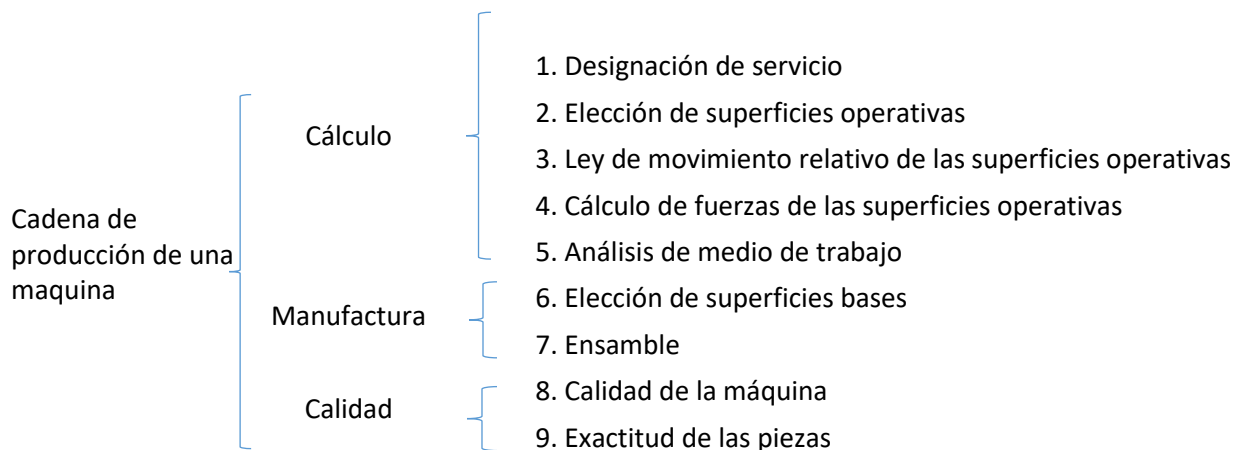 Cadena de
producción de una
maquina
Cálculo
1. Designación de servicio
2. Elección de superficies operativas
3. Ley de movimiento relativo de las superficies operativas
4. Cálculo de fuerzas de las superficies operativas
5. Análisis de medio de trabajo
Manufactura
6. Elección de superficies bases
7. Ensamble
Calidad
8. Calidad de la máquina
9. Exactitud de las piezas